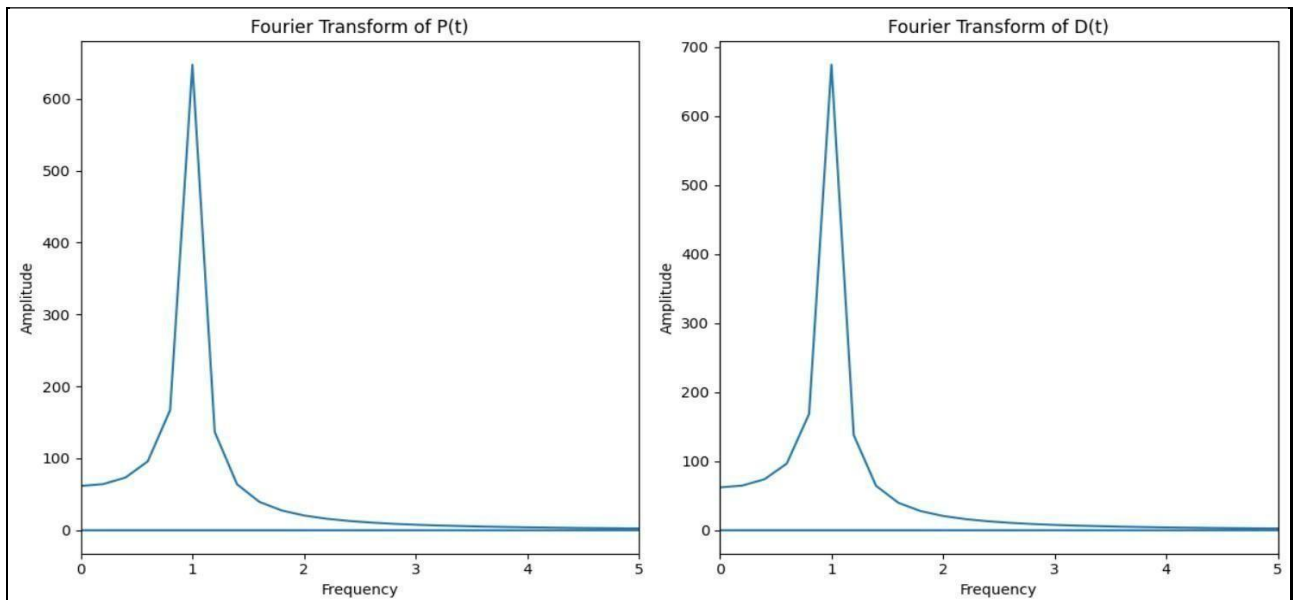 Fourier Transform of P(t)
600
500
400
300
200
100
0
Amplitude
0 1 2 3 4 5
Frequency
Fourier Transform of D(t)
700
600
500
400
300
200
100
0
Amplitude
0 1 2 3 4 5
Frequency